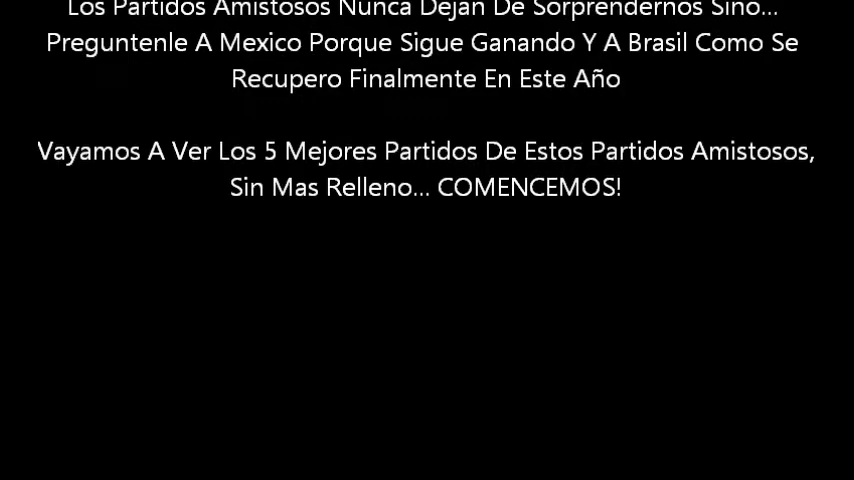 Los Partidos Amistosos Nunca Dejan De Sorprendernos Sino...
Preguntenle A Mexico Porque Sigue Ganando Y A Brasil Como Se
Recupero Finalmente En Este Año
Vayamos A Ver Los 5 Mejores Partidos De Estos Partidos Amistosos,
Sin Mas Relleno... COMENCEMOS!